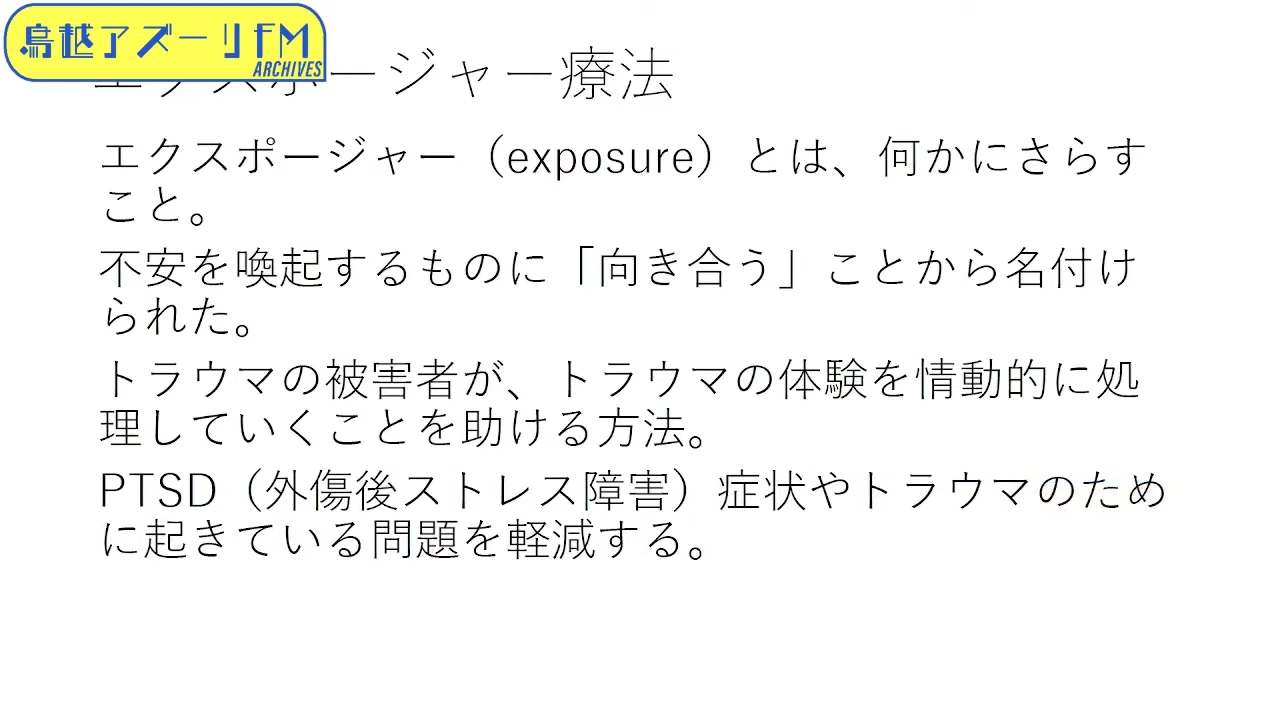 鳥越アズーリFM
ARCHIVES
エクスポージャー療法
エクスポージャー（exposure）とは、何かにさらす
こと。
不安を喚起するものに「向き合う」ことから名付け
られた。
トラウマの被害者が、トラウマの体験を情動的に処
理していくことを助ける方法。
PTSD（外傷後ストレス障害）症状やトラウマのため
に起きている問題を軽減する。